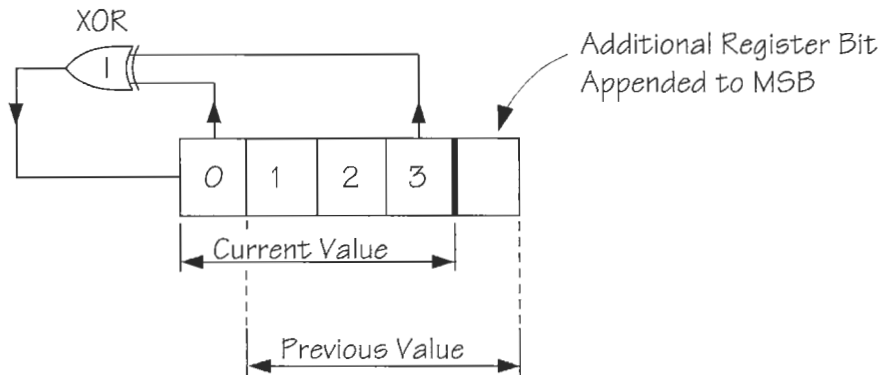 XOR
Additional Register Bit
Appended to MSB
I
0 1 2 3
Current Value
Previous Value